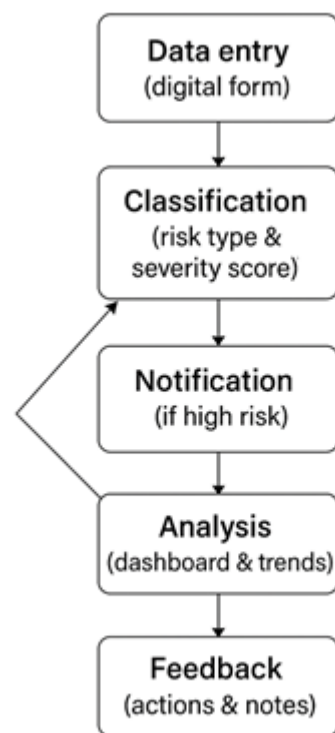 Data entry
(digital form)
Classification
(risk type &
severity score)
Notification
(if high risk)
Analysis
(dashboard & trends)
Feedback
(actions & notes)